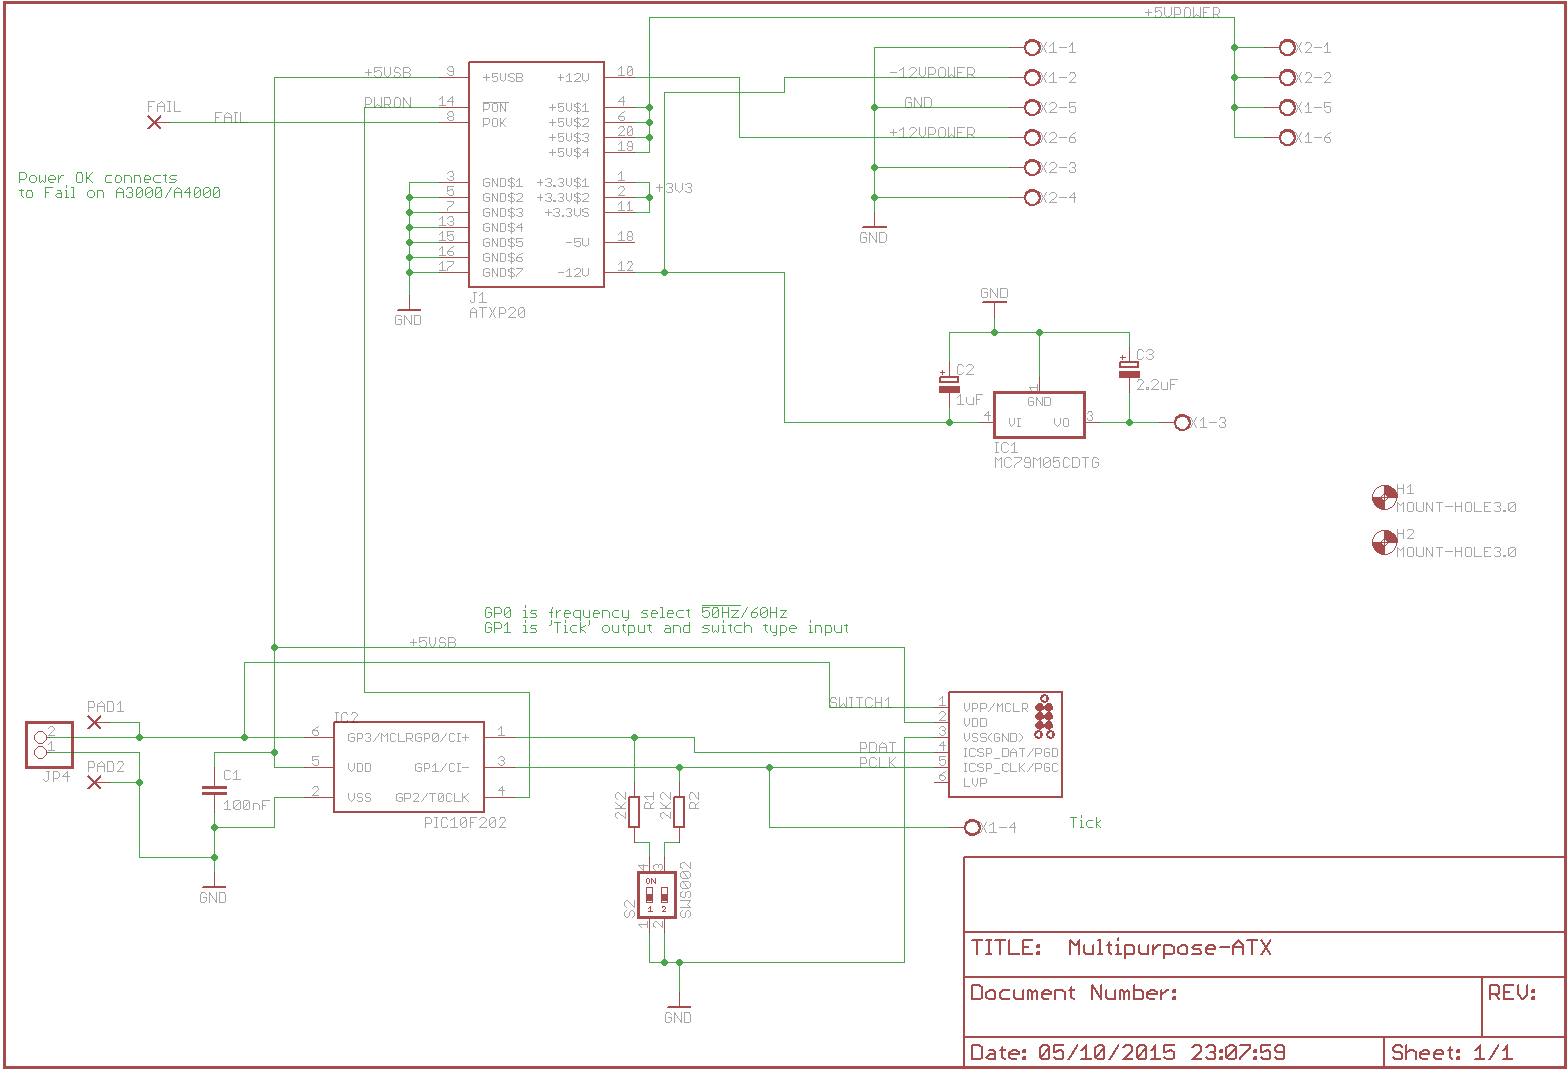 +5VPOWER
X1-1
X2-1
+5VSB
9
+5VSB
+12V
10
-12VPOWER
X1-2
X2-2
FAIL
PWRON
14
PON
+5V$1
4
GND
X2-5
X1-5
FAIL
8
POK
+5V$2
6
+5V$3
20
+12VPOWER
X2-6
X1-6
+5V$4
19
X2-3
Power OK connects
to Fail on A3000/A4000
3
GND$1
+3.3V$1
1
+3V3
5
GND$2
+3.3V$2
2
X2-4
7
GND$3
+3.3VS
11
13
GND$4
15
GND$5
-5V
18
GND
16
GND$6
17
GND$7
-12V
12
J1
ATXP20
GND
GND
C2
1uF
C3
2.2uF
1
GND
4
VI
VO
3
X1-3
IC1
MC79M05CDTG
H1
MOUNT-HOLE3.0
H2
MOUNT-HOLE3.0
GP0 is frequency select 50Hz/60Hz
GP1 is 'Tick' output and switch type input
+5VSB
SWITCH1
1
VPP/MCLR
2
VDD
3
VSS(GND)
PDAT
4
ICSP_DAT/PGD
PCLK
5
ICSP_CLK/PGC
6
LVP
PAD1
2
1
JP4
PAD2
IC2
6
GP3/MCLR
GP0/CI+
1
5
VDD
GP1/CI-
3
2
VSS
GP2/T0CLK
4
PIC10F202
C1
100nF
GND
2K2
R1
2K2
R2
X1-4
Tick
4
3
ON
1
2
S2
SWS002
1
2
GND
TITLE: Multipurpose-ATX
Document Number:
REV:
Date: 05/10/2015 23:07:59
Sheet: 1/1